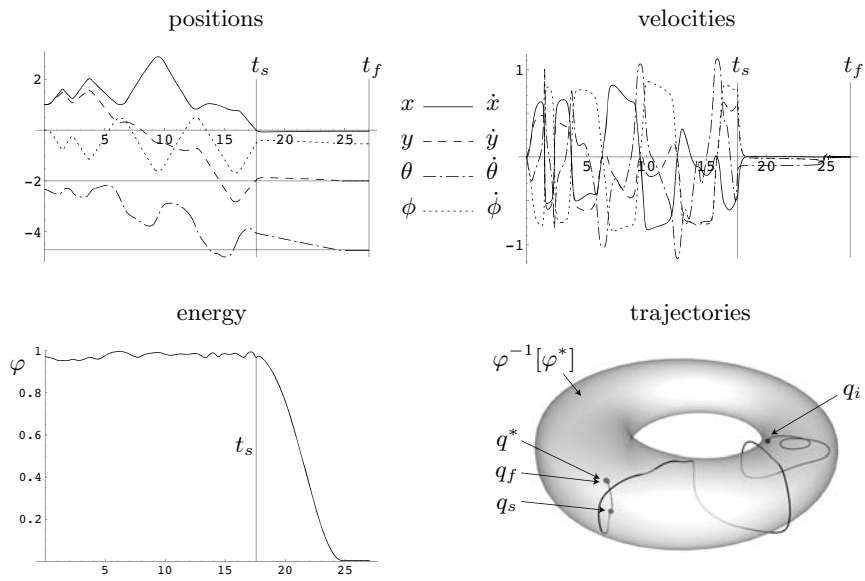 positions
velocities
t_s
t_f
t_s
t_f
2
-2
-4
5
10
15
20
25
x
ẋ
y
ẏ
θ
θ̇
ϕ
ϕ̇
1
-1
5
10
15
20
25
energy
trajectories
φ
1
0.8
0.6
0.4
0.2
t_s
5
10
15
20
25
φ⁻¹[φ*]
q_i
q*
q_f
q_s